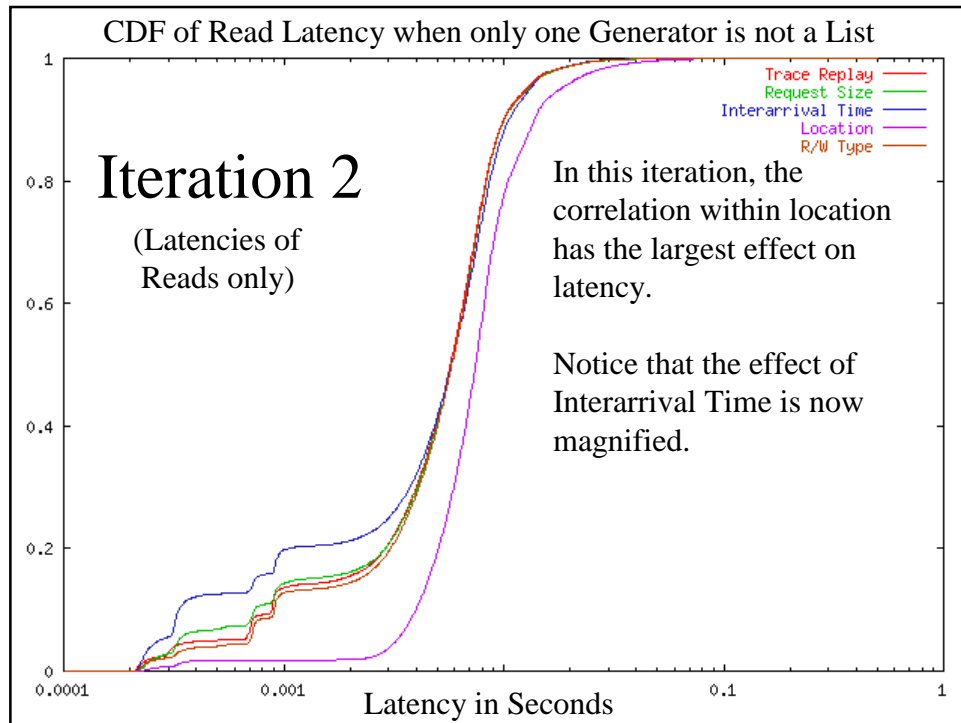 CDF of Read Latency when only one Generator is not a List
1
0.8
0.6
0.4
0.2
0
Trace Replay
Request Size
Interarrival Time
Location
R/W Type
Iteration 2
(Latencies of
Reads only)
In this iteration, the
correlation within location
has the largest effect on
latency.
Notice that the effect of
Interarrival Time is now
magnified.
0.0001
0.001
0.1
1
Latency in Seconds